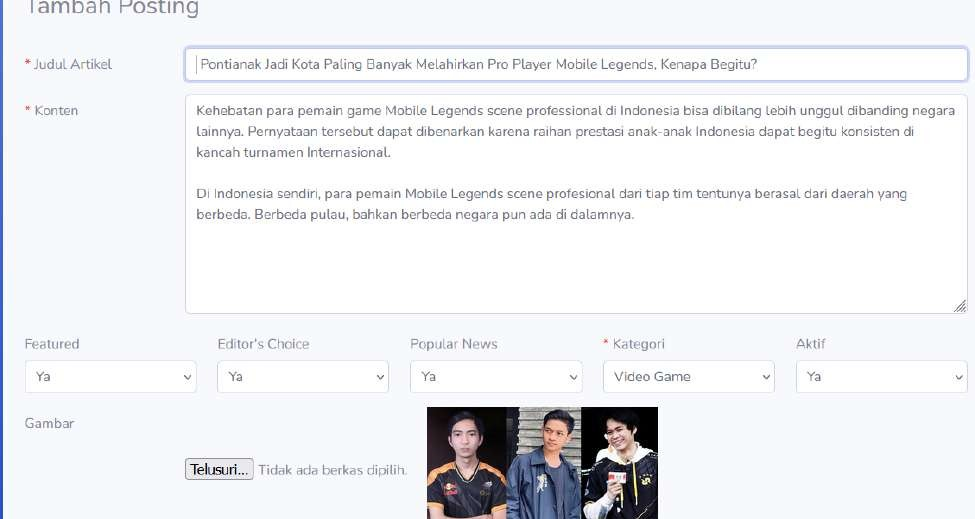 Tambah Posting
* Judul Artikel
Pontianak Jadi Kota Paling Banyak Melahirkan Pro Player Mobile Legends, Kenapa Begitu?
* Konten
Kehebatan para pemain game Mobile Legends scene professional di Indonesia bisa dibilang lebih unggul dibanding negara
lainnya. Pernyataan tersebut dapat dibenarkan karena raihan prestasi anak-anak Indonesia dapat begitu konsisten di
kancah turnamen Internasional.
Di Indonesia sendiri, para pemain Mobile Legends scene profesional dari tiap tim tentunya berasal dari daerah yang
berbeda. Berbeda pulau, bahkan berbeda negara pun ada di dalamnya.
Featured Editor's Choice Popular News * Kategori Aktif
Ya Ya Ya Video Game Ya
Gambar
Telusuri... Tidak ada berkas dipilih.